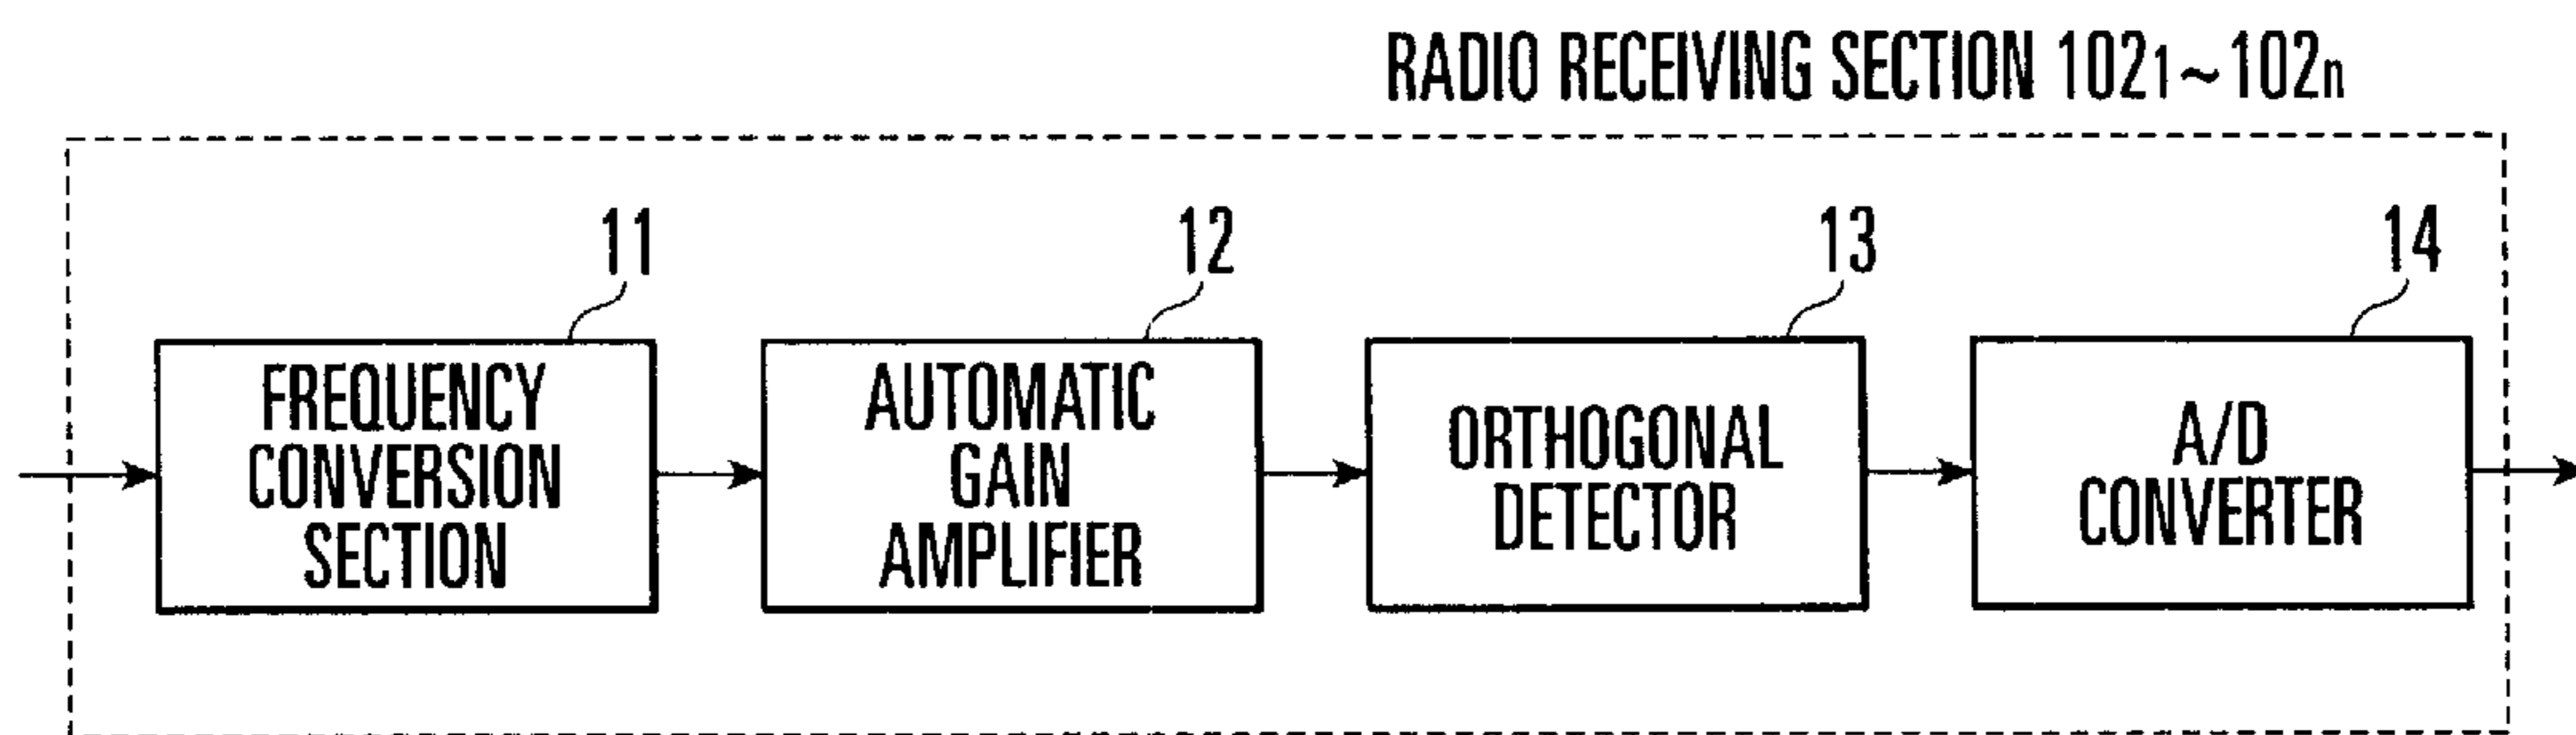 RADIO RECEIVING SECTION 102₁~102ₙ
11
12
13
14
FREQUENCY
CONVERSION
SECTION
AUTOMATIC
GAIN
AMPLIFIER
ORTHOGONAL
DETECTOR
A/D
CONVERTER